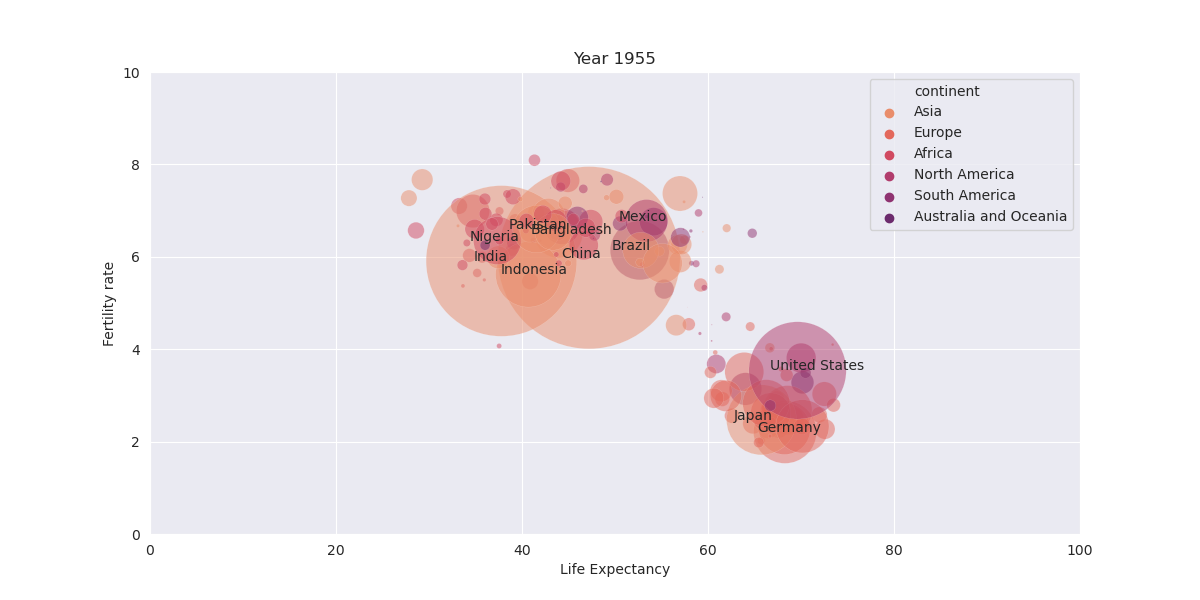 Year 1955
10
8
6
4
2
0
Fertility rate
continent
Asia
Europe
Africa
North America
South America
Australia and Oceania
Mexico
Pakistan
Bangladesh
Nigeria
Brazil
India
China
Indonesia
United States
Japan
Germany
0 20 40 60 80 100
Life Expectancy